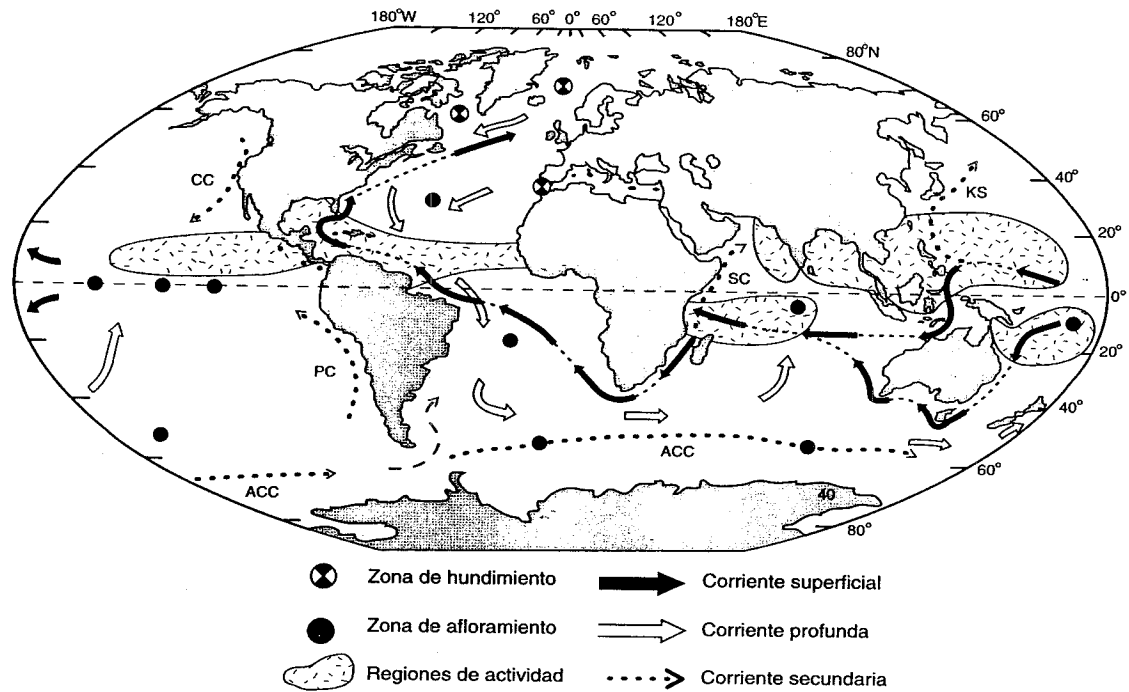 180°W 120° 60° 0° 60° 120° 180°E
80°N
60°
40°
20°
0°
20°
40°
60°
80°
CC
KS
SC
PC
ACC
ACC
40
Zona de hundimiento
Corriente superficial
Zona de afloramiento
Corriente profunda
Regiones de actividad
Corriente secundaria